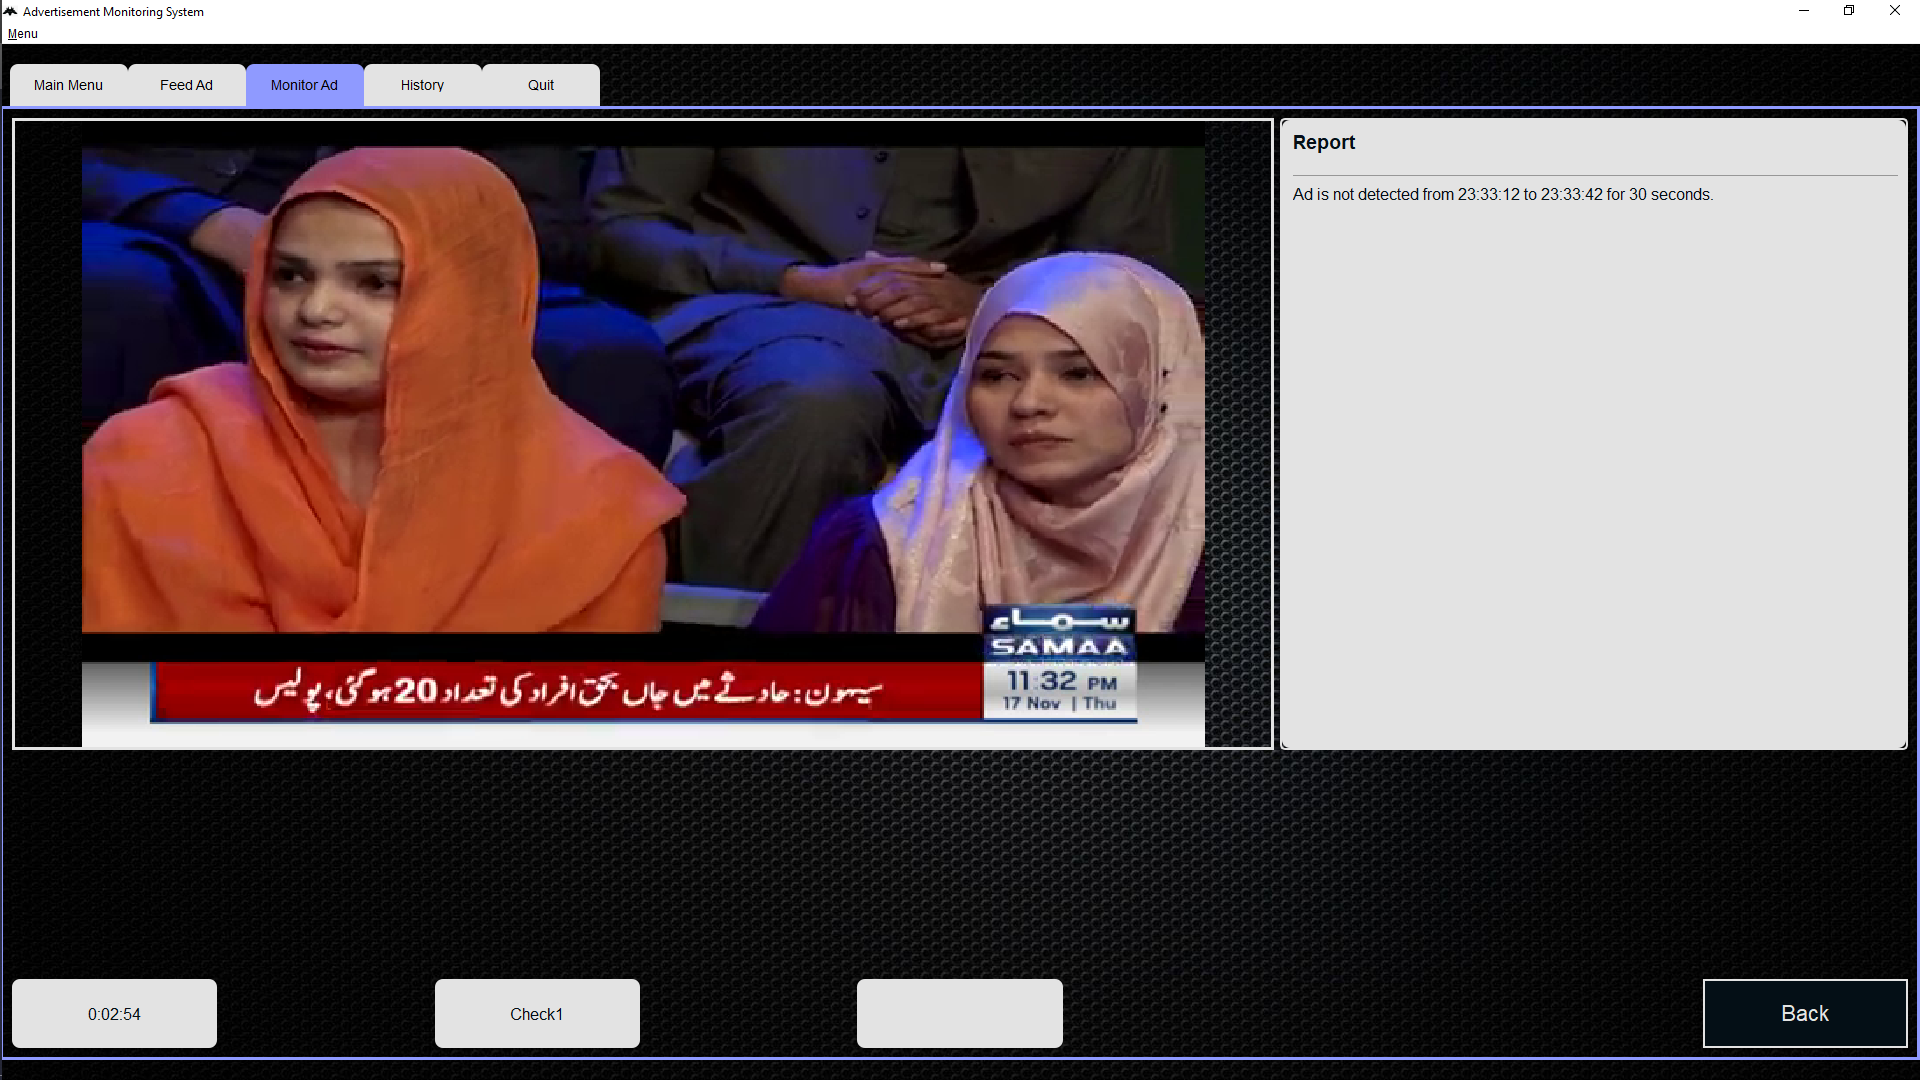 Advertisement Monitoring System
Menu
Main Menu
Feed Ad
Monitor Ad
History
Quit
Report
Ad is not detected from 23:33:12 to 23:33:42 for 30 seconds.
سماء
SAMAA
11:32 PM
17 Nov | Thu
سیہون: حادثے میں جاں بحق افراد کی تعداد 20 ہوگئی، پولیس
0:02:54
Check1
Back